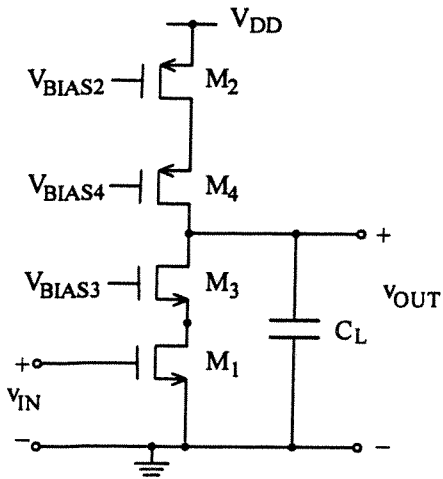 V_DD
V_BIAS2
M_2
V_BIAS4
M_4
+
V_BIAS3
M_3
v_OUT
C_L
+
M_1
v_IN
−
−